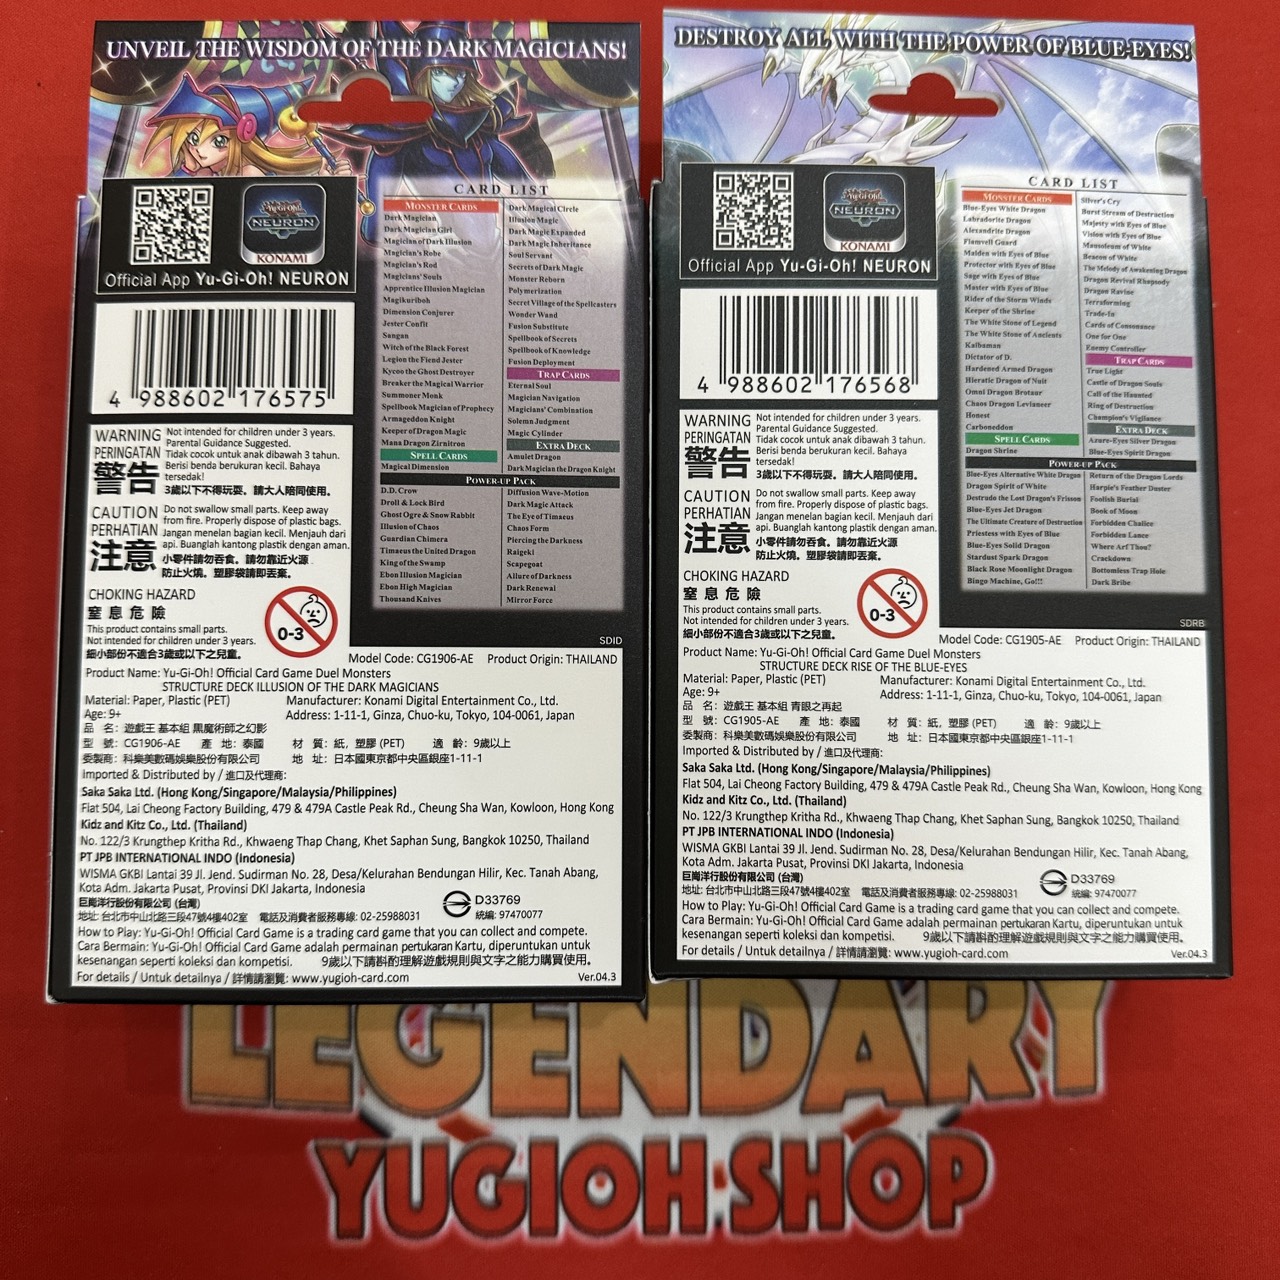 UNVEIL THE WISDOM OF THE DARK MAGICIANS!
Yu-Gi-Oh!
NEURON
KONAMI
Official App Yu-Gi-Oh! NEURON
CARD LIST
MONSTER CARDS
Dark Magician
Dark Magician Girl
Magician of Dark Illusion
Magician's Robe
Magician's Rod
Magicians' Souls
Apprentice Illusion Magician
Magikuriboh
Dimension Conjurer
Jester Confit
Sangan
Witch of the Black Forest
Legion the Fiend Jester
Kycoo the Ghost Destroyer
Breaker the Magical Warrior
Summoner Monk
Spellbook Magician of Prophecy
Armageddon Knight
Keeper of Dragon Magic
Mana Dragon Zirnitron
SPELL CARDS
Magical Dimension
Dark Magical Circle
Illusion Magic
Dark Magic Expanded
Dark Magic Inheritance
Soul Servant
Secrets of Dark Magic
Monster Reborn
Polymerization
Secret Village of the Spellcasters
Wonder Wand
Fusion Substitute
Spellbook of Secrets
Spellbook of Knowledge
Fusion Deployment
TRAP CARDS
Eternal Soul
Magician Navigation
Magicians' Combination
Solemn Judgment
Magic Cylinder
EXTRA DECK
Amulet Dragon
Dark Magician the Dragon Knight
POWER-UP PACK
D.D. Crow
Droll & Lock Bird
Ghost Ogre & Snow Rabbit
Illusion of Chaos
Guardian Chimera
Timaeus the United Dragon
King of the Swamp
Ebon Illusion Magician
Ebon High Magician
Thousand Knives
Diffusion Wave-Motion
Dark Magic Attack
The Eye of Timaeus
Chaos Form
Piercing the Darkness
Raigeki
Scapegoat
Allure of Darkness
Dark Renewal
Mirror Force
4 988602 176575
WARNING
PERINGATAN
警告
Not intended for children under 3 years.
Parental Guidance Suggested.
Tidak cocok untuk anak dibawah 3 tahun.
Berisi benda berukuran kecil. Bahaya
tersedak!
3歲以下不得玩耍。請大人陪同使用。
CAUTION
PERHATIAN
注意
Do not swallow small parts. Keep away
from fire. Properly dispose of plastic bags.
Jangan menelan bagian kecil. Menjauh dari
api. Buanglah kantong plastik dengan aman.
小零件請勿吞食。請勿靠近火源
防止火燒。塑膠袋請即丟棄。
CHOKING HAZARD
窒息危險
This product contains small parts.
Not intended for children under 3 years.
細小部份不適合3歲或以下之兒童。
0-3
SDID
Model Code: CG1906-AE Product Origin: THAILAND
Product Name: Yu-Gi-Oh! Official Card Game Duel Monsters
STRUCTURE DECK ILLUSION OF THE DARK MAGICIANS
Material: Paper, Plastic (PET) Manufacturer: Konami Digital Entertainment Co., Ltd.
Age: 9+ Address: 1-11-1, Ginza, Chuo-ku, Tokyo, 104-0061, Japan
品 名: 遊戲王 基本組 黑魔術師之幻影
型 號: CG1906-AE 產 地: 泰國 材 質: 紙, 塑膠 (PET) 適 齡: 9歲以上
委製商: 科樂美數碼娛樂股份有限公司 地 址: 日本國東京都中央區銀座1-11-1
Imported & Distributed by / 進口及代理商:
Saka Saka Ltd. (Hong Kong/Singapore/Malaysia/Philippines)
Flat 504, Lai Cheong Factory Building, 479 & 479A Castle Peak Rd., Cheung Sha Wan, Kowloon, Hong Kong
Kidz and Kitz Co., Ltd. (Thailand)
No. 122/3 Krungthep Kritha Rd., Khwaeng Thap Chang, Khet Saphan Sung, Bangkok 10250, Thailand
PT JPB INTERNATIONAL INDO (Indonesia)
WISMA GKBI Lantai 39 Jl. Jend. Sudirman No. 28, Desa/Kelurahan Bendungan Hilir, Kec. Tanah Abang,
Kota Adm. Jakarta Pusat, Provinsi DKI Jakarta, Indonesia
巨崗洋行股份有限公司 (台灣)
地址: 台北市中山北路三段47號4樓402室 電話及消費者服務專線: 02-25988031
D33769
統編: 97470077
How to Play: Yu-Gi-Oh! Official Card Game is a trading card game that you can collect and compete.
Cara Bermain: Yu-Gi-Oh! Official Card Game adalah permainan pertukaran Kartu, diperuntukan untuk
kesenangan seperti koleksi dan kompetisi. 9歲以下請斟酌理解遊戲規則與文字之能力購買使用。
For details / Untuk detailnya / 詳情請瀏覽: www.yugioh-card.com Ver.04.3
DESTROY ALL WITH THE POWER OF BLUE-EYES!
Yu-Gi-Oh!
NEURON
KONAMI
Official App Yu-Gi-Oh! NEURON
CARD LIST
MONSTER CARDS
Blue-Eyes White Dragon
Labradorite Dragon
Alexandrite Dragon
Flamvell Guard
Maiden with Eyes of Blue
Protector with Eyes of Blue
Sage with Eyes of Blue
Master with Eyes of Blue
Rider of the Storm Winds
Keeper of the Shrine
The White Stone of Legend
The White Stone of Ancients
Kaibaman
Dictator of D.
Hardened Armed Dragon
Hieratic Dragon of Nuit
Omni Dragon Brotaur
Chaos Dragon Levianeer
Honest
Carboneddon
SPELL CARDS
Dragon Shrine
Silver's Cry
Burst Stream of Destruction
Majesty with Eyes of Blue
Vision with Eyes of Blue
Mausoleum of White
Beacon of White
The Melody of Awakening Dragon
Dragon Revival Rhapsody
Dragon Ravine
Terraforming
Trade-In
Cards of Consonance
One for One
Enemy Controller
TRAP CARDS
True Light
Castle of Dragon Souls
Call of the Haunted
Ring of Destruction
Champion's Vigilance
EXTRA DECK
Azure-Eyes Silver Dragon
Blue-Eyes Spirit Dragon
POWER-UP PACK
Blue-Eyes Alternative White Dragon
Dragon Spirit of White
Destrudo the Lost Dragon's Frisson
Blue-Eyes Jet Dragon
The Ultimate Creature of Destruction
Priestess with Eyes of Blue
Blue-Eyes Solid Dragon
Stardust Spark Dragon
Black Rose Moonlight Dragon
Bingo Machine, Go!!!
Return of the Dragon Lords
Harpie's Feather Duster
Foolish Burial
Book of Moon
Forbidden Chalice
Forbidden Lance
Where Arf Thou?
Crackdown
Bottomless Trap Hole
Dark Bribe
4 988602 176568
WARNING
PERINGATAN
警告
Not intended for children under 3 years.
Parental Guidance Suggested.
Tidak cocok untuk anak dibawah 3 tahun.
Berisi benda berukuran kecil. Bahaya
tersedak!
3歲以下不得玩耍。請大人陪同使用。
CAUTION
PERHATIAN
注意
Do not swallow small parts. Keep away
from fire. Properly dispose of plastic bags.
Jangan menelan bagian kecil. Menjauh dari
api. Buanglah kantong plastik dengan aman.
小零件請勿吞食。請勿靠近火源
防止火燒。塑膠袋請即丟棄。
CHOKING HAZARD
窒息危險
This product contains small parts.
Not intended for children under 3 years.
細小部份不適合3歲或以下之兒童。
0-3
SDRB
Model Code: CG1905-AE Product Origin: THAILAND
Product Name: Yu-Gi-Oh! Official Card Game Duel Monsters
STRUCTURE DECK RISE OF THE BLUE-EYES
Material: Paper, Plastic (PET) Manufacturer: Konami Digital Entertainment Co., Ltd.
Age: 9+ Address: 1-11-1, Ginza, Chuo-ku, Tokyo, 104-0061, Japan
品 名: 遊戲王 基本組 青眼之再起
型 號: CG1905-AE 產 地: 泰國 材 質: 紙, 塑膠 (PET) 適 齡: 9歲以上
委製商: 科樂美數碼娛樂股份有限公司 地 址: 日本國東京都中央區銀座1-11-1
Imported & Distributed by / 進口及代理商:
Saka Saka Ltd. (Hong Kong/Singapore/Malaysia/Philippines)
Flat 504, Lai Cheong Factory Building, 479 & 479A Castle Peak Rd., Cheung Sha Wan, Kowloon, Hong Kong
Kidz and Kitz Co., Ltd. (Thailand)
No. 122/3 Krungthep Kritha Rd., Khwaeng Thap Chang, Khet Saphan Sung, Bangkok 10250, Thailand
PT JPB INTERNATIONAL INDO (Indonesia)
WISMA GKBI Lantai 39 Jl. Jend. Sudirman No. 28, Desa/Kelurahan Bendungan Hilir, Kec. Tanah Abang,
Kota Adm. Jakarta Pusat, Provinsi DKI Jakarta, Indonesia
巨崗洋行股份有限公司 (台灣)
地址: 台北市中山北路三段47號4樓402室 電話及消費者服務專線: 02-25988031
D33769
統編: 97470077
How to Play: Yu-Gi-Oh! Official Card Game is a trading card game that you can collect and compete.
Cara Bermain: Yu-Gi-Oh! Official Card Game adalah permainan pertukaran Kartu, diperuntukan untuk
kesenangan seperti koleksi dan kompetisi. 9歲以下請斟酌理解遊戲規則與文字之能力購買使用。
For details / Untuk detailnya / 詳情請瀏覽: www.yugioh-card.com Ver.04.3
LEGENDARY
YUGIOH SHOP